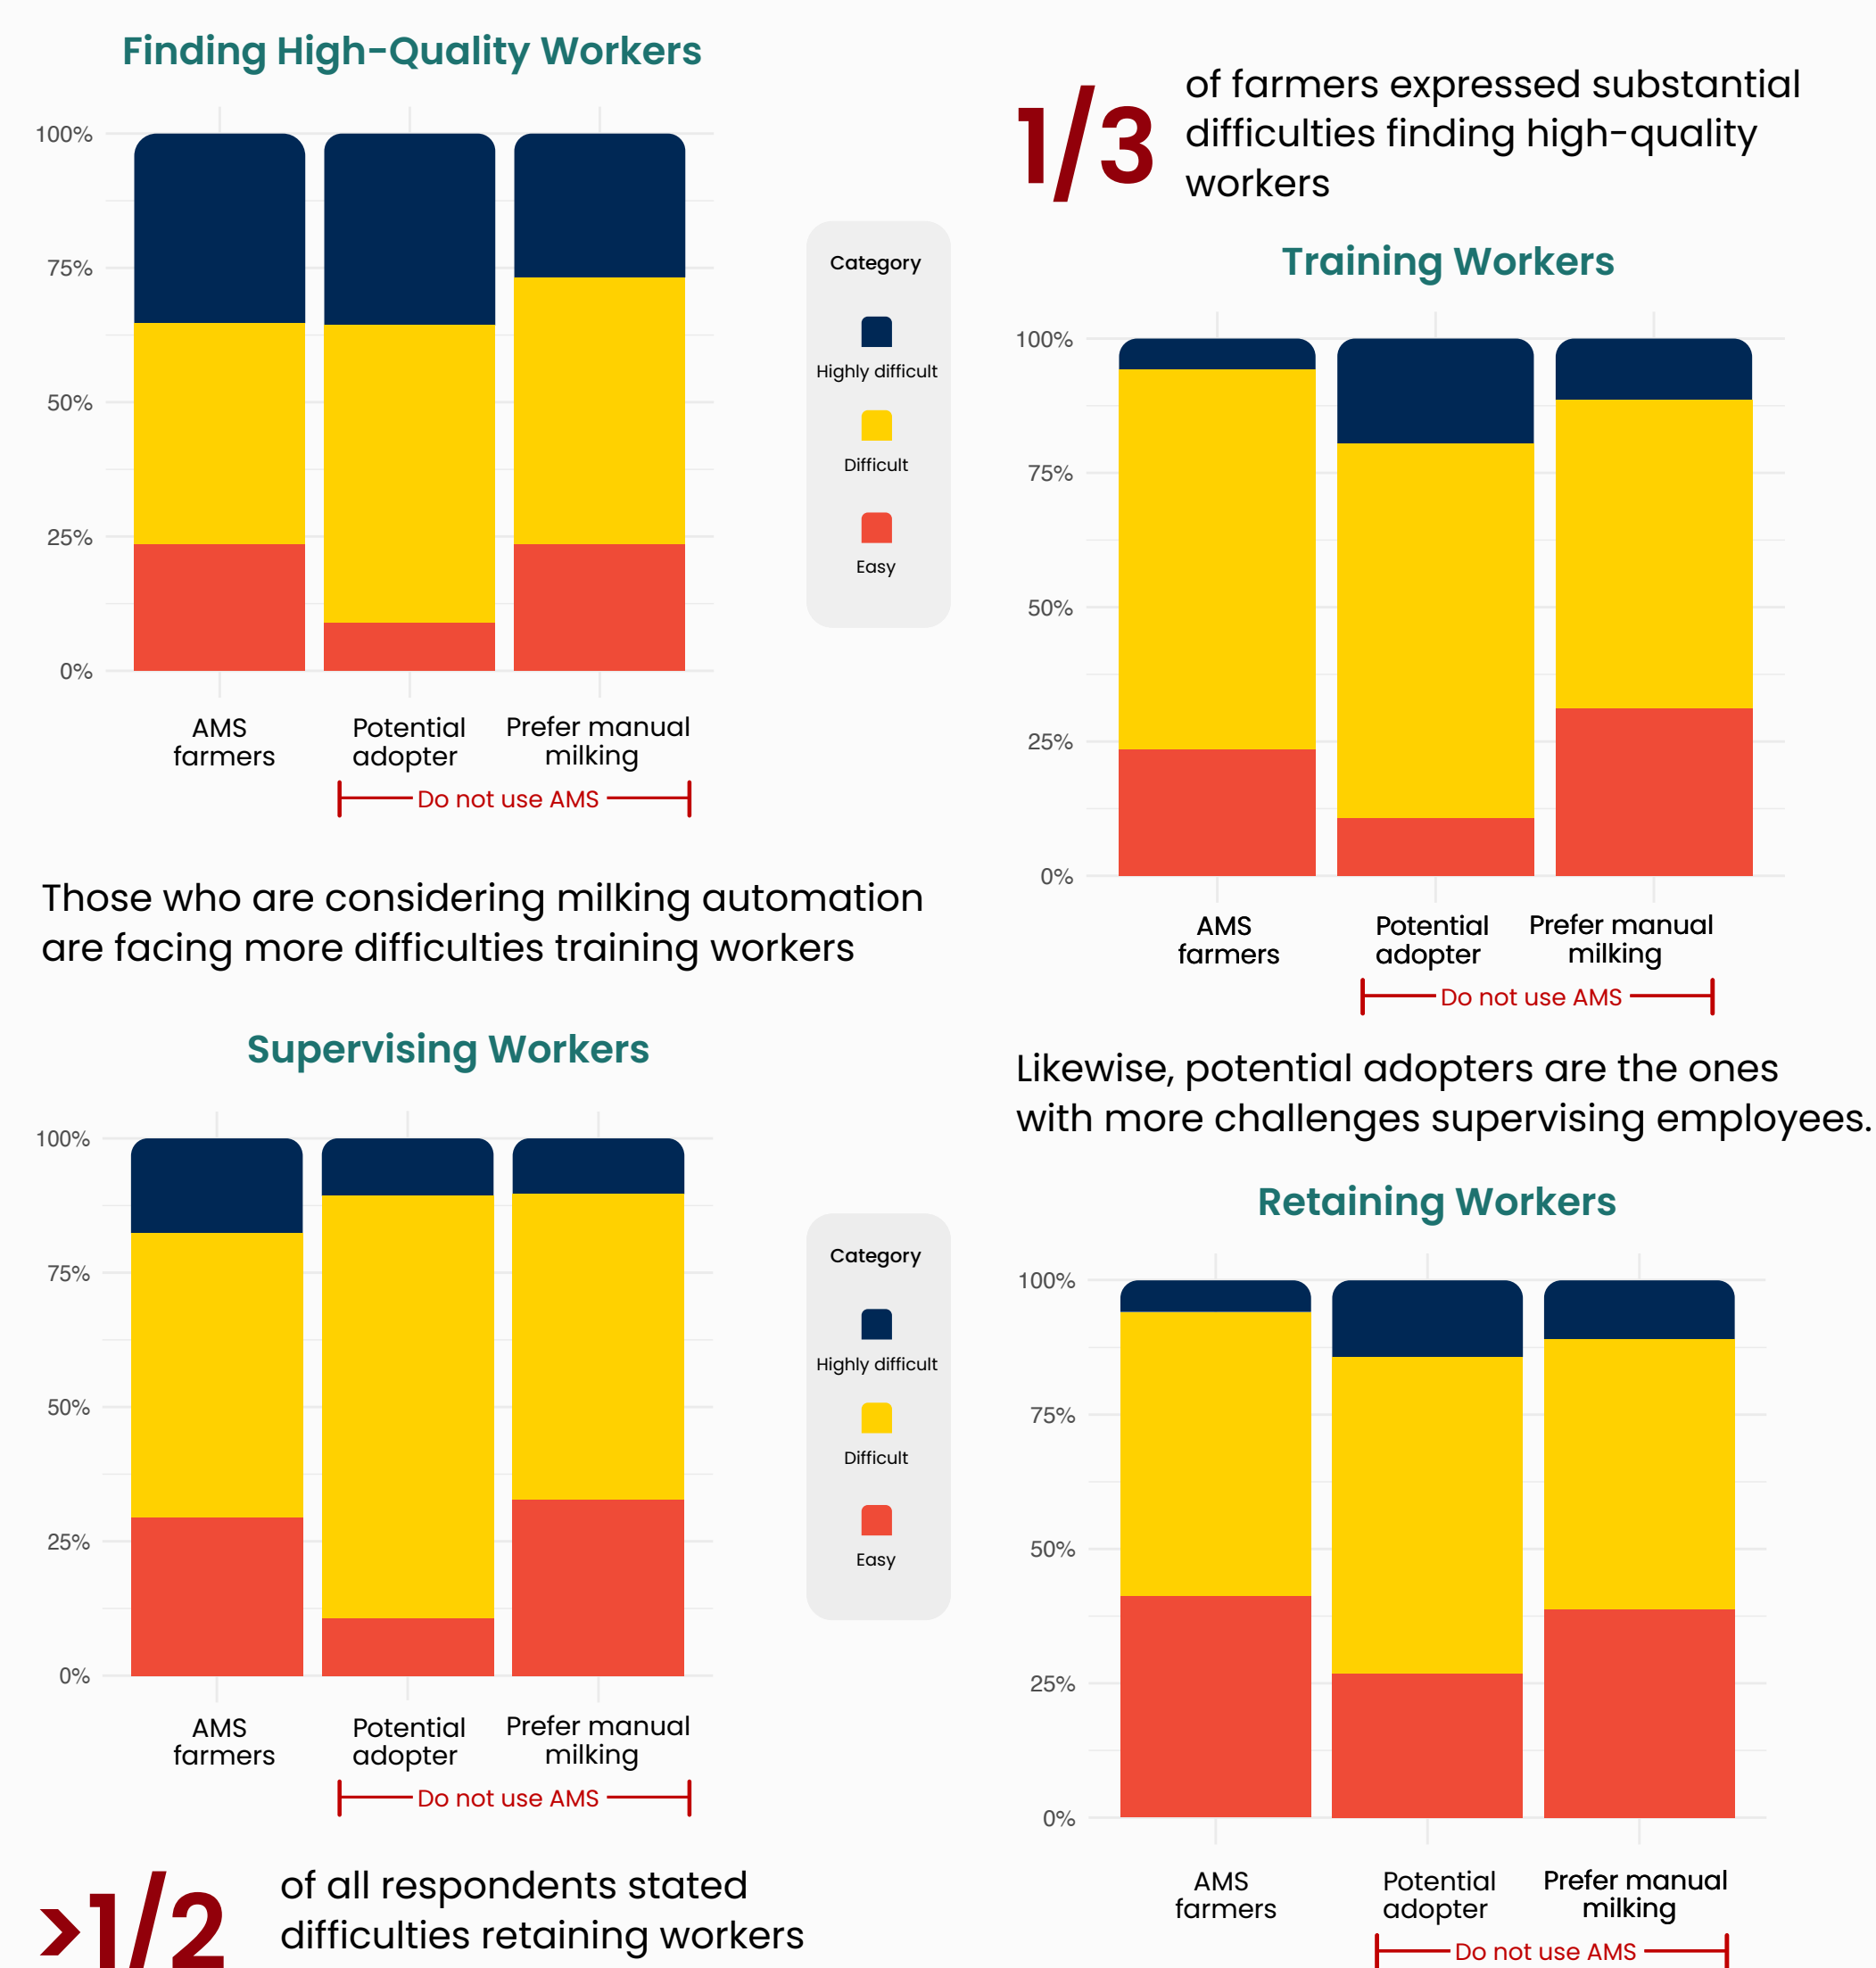 Finding High-Quality Workers
100%
75%
50%
25%
0%
AMS
farmers
Potential
adopter
Prefer manual
milking
Do not use AMS
Category
Highly difficult
Difficult
Easy
1/3
of farmers expressed substantial
difficulties finding high-quality
workers
Training Workers
100%
75%
50%
25%
0%
AMS
farmers
Potential
adopter
Prefer manual
milking
Do not use AMS
Those who are considering milking automation
are facing more difficulties training workers
Supervising Workers
100%
75%
50%
25%
0%
AMS
farmers
Potential
adopter
Prefer manual
milking
Do not use AMS
Category
Highly difficult
Difficult
Easy
Likewise, potential adopters are the ones
with more challenges supervising employees.
Retaining Workers
100%
75%
50%
25%
0%
AMS
farmers
Potential
adopter
Prefer manual
milking
Do not use AMS
>1/2
of all respondents stated
difficulties retaining workers